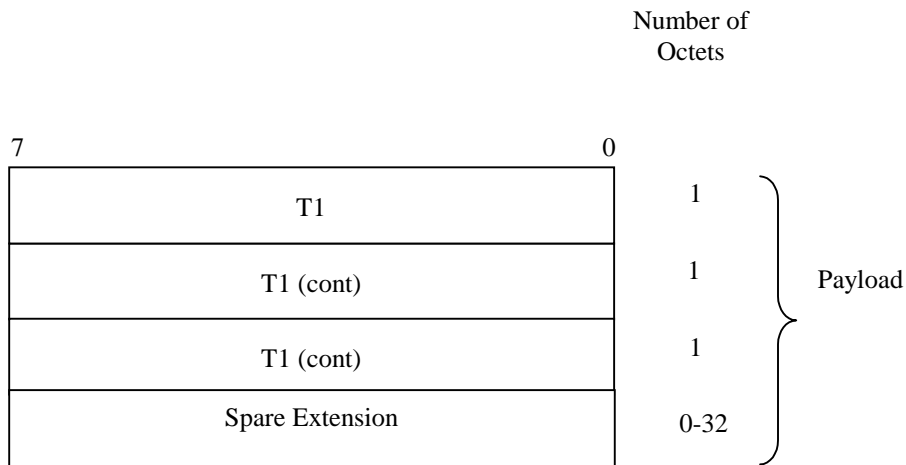 Number of
Octets
7 0
T1 1
T1 (cont) 1
Payload
T1 (cont) 1
Spare Extension 0-32